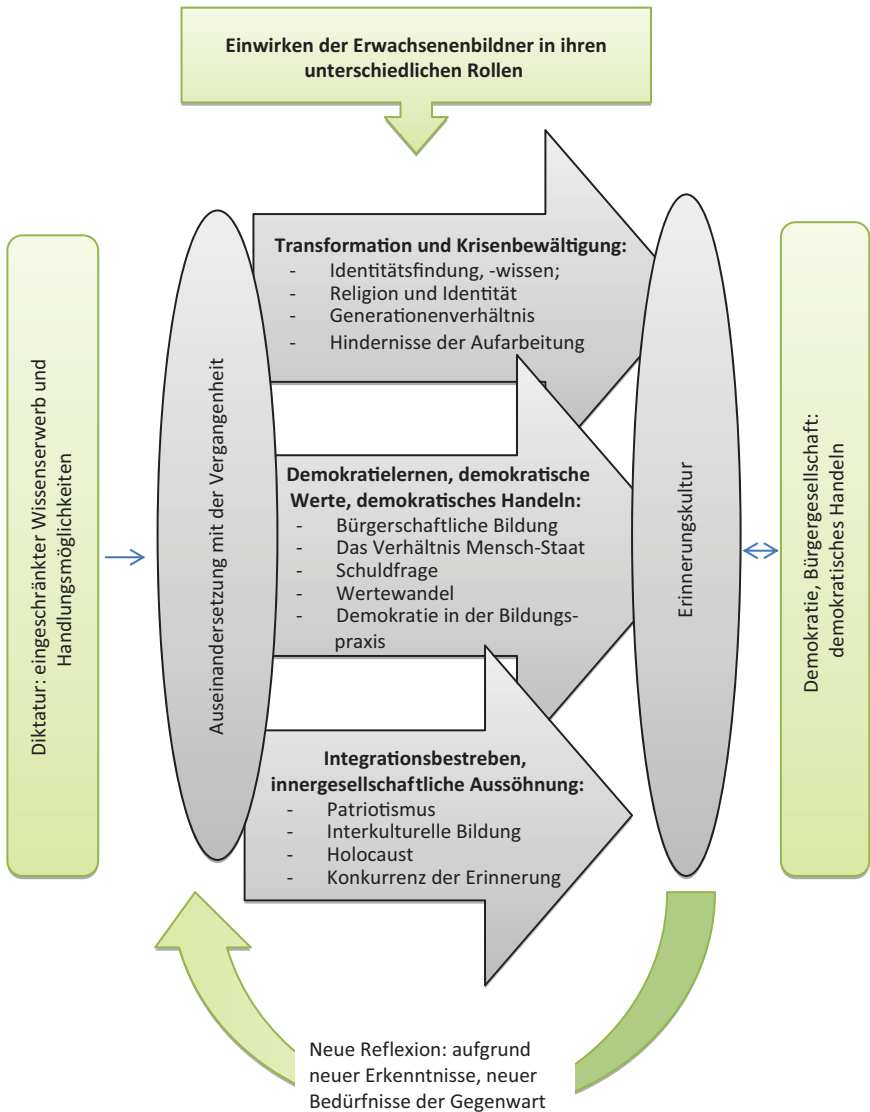 Einwirken der Erwachsenenbildner in ihren
unterschiedlichen Rollen
Diktatur: eingeschränkter Wissenserwerb und
Handlungsmöglichkeiten
Auseinandersetzung mit der Vergangenheit
Transformation und Krisenbewältigung:
- Identitätsfindung, -wissen;
- Religion und Identität
- Generationenverhältnis
- Hindernisse der Aufarbeitung
Demokratielernen, demokratische
Werte, demokratisches Handeln:
- Bürgerschaftliche Bildung
- Das Verhältnis Mensch-Staat
- Schuldfrage
- Wertewandel
- Demokratie in der Bildungs-
praxis
Integrationsbestreben,
innergesellschaftliche Aussöhnung:
- Patriotismus
- Interkulturelle Bildung
- Holocaust
- Konkurrenz der Erinnerung
Erinnerungskultur
Demokratie, Bürgergesellschaft:
demokratisches Handeln
Neue Reflexion: aufgrund
neuer Erkenntnisse, neuer
Bedürfnisse der Gegenwart